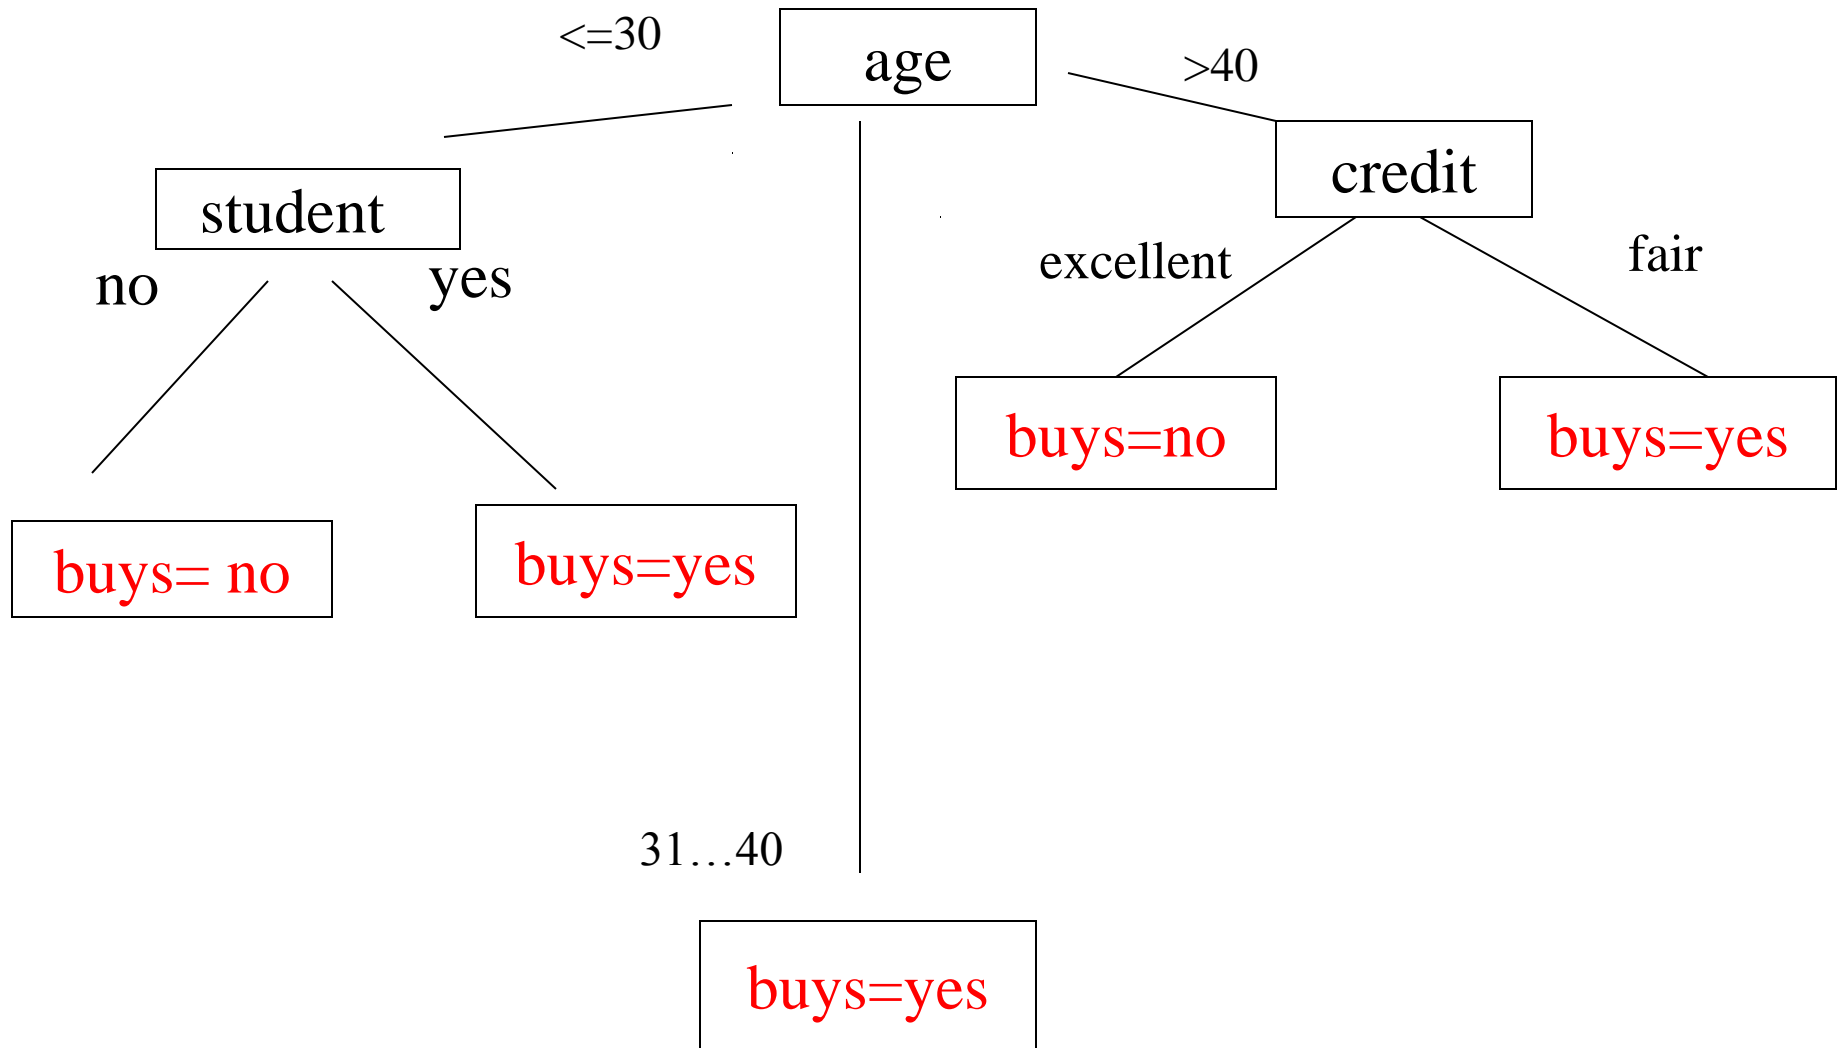 <=30
age
>40
credit
student
excellent
fair
no
yes
buys=no
buys=yes
buys= no
buys=yes
31…40
buys=yes